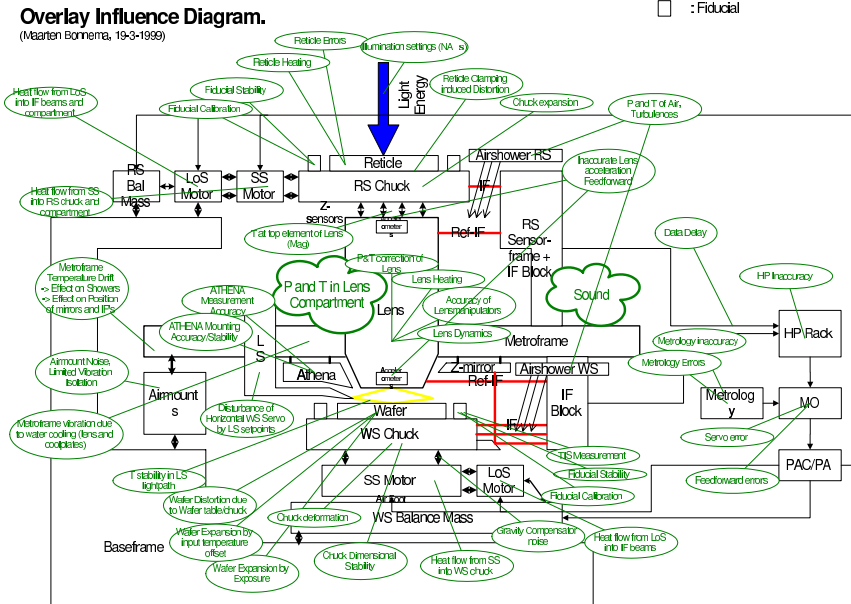 Overlay Influence Diagram.
(Maarten Bonnema, 19-3-1999)
: Fiducial
Reticle Errors
Illumination settings (NA s)
Reticle Heating
Heat flow from LoS
into IF beams and
compartment
Fiducial Stability
Fiducial Calibration
Light
Energy
Reticle Clamping
induced Distortion
Chuck expansion
P and T of Air,
Turbulences
Reticle
Airshower RS
RS
Bal
Mass
LoS
Motor
SS
Motor
RS Chuck
IF
Inaccurate Lens
acceteration
Feedforward
Heat flow from SS
into RS chuck and
compartment
Z-
sensors
ometer
s
Ref-IF
RS
Sensor-
frame +
IF Block
T at top element of Lens
(Mag)
Data Delay
P&T correction of
Lens
Metroframe
Temperature Drift
-> Effect on Showers
-> Effect on Position
of mirrors and IF's
P and T in Lens
Compartment
Lens Heating
Sound
HP Inaccuracy
ATHENA
Measurement
Accuracy
Accuracy of
Lensmanipulators
Lens
ATHENA Mounting
Accuracy/Stability
Lens Dynamics
Metroframe
HP Rack
Metrology inaccuracy
L
S
Airmount Noise,
Limited Vibration
Isolation
Athena
ometer
s
Z-mirror
Ref-IF
Airshower WS
Metrology Errors
Airmount
s
IF
Block
Metrolog
y
MO
Disturbance of
Horizontal WS Servo
by LS setpoints
Wafer
Metroframe vibration due
to water cooling (lens and
coolplates)
WS Chuck
IF
Servo error
TIS Measurement
PAC/PA
T stability in LS
lightpath
SS Motor
LoS
Motor
Fiducial Stability
Feedforward errors
Wafer Distortion due
to Wafer table/chuck
Fiducial Calibration
Chuck deformation
WS Balance Mass
Baseframe
Wafer Expansion by
input temperature
offset
Gravity Compensator
noise
Heat flow from LoS
into IF beams
Chuck Dimensional
Stability
Heat flow from SS
into WS chuck
Wafer Expansion by
Exposure